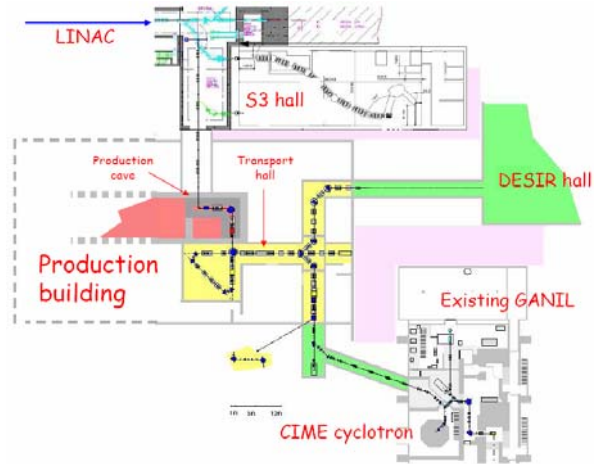 LINAC
S3 hall
Production
cave
Transport
hall
DESIR hall
Production
building
Existing GANIL
CIME cyclotron